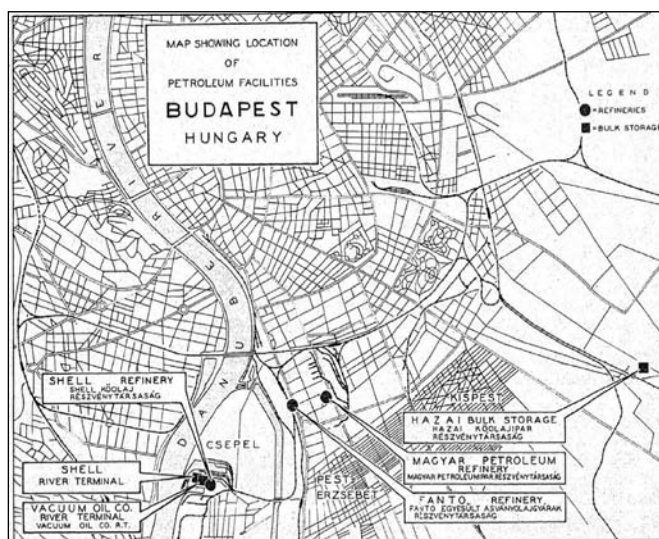 MAP SHOWING LOCATION
OF
PETROLEUM FACILITIES
BUDAPEST
HUNGARY
LEGEND
=REFINERIES
=BULK STORAGE
DANUBE RIVER
SHELL REFINERY
SHELL KŐOLAJ
RÉSZVÉNYTÁRSASÁG
CSEPEL
SHELL
RIVER TERMINAL
VACUUM OIL CO.
RIVER TERMINAL
VACUUM OIL CO. R.T.
KISPEST
HAZAI BULK STORAGE
HAZAI KŐOLAJIPAR
RÉSZVÉNYTÁRSASÁG
PEST-
ERZSEBET
MAGYAR PETROLEUM
REFINERY
MAGYAR PETROLEUMIPAR RÉSZVÉNYTÁRSASÁG
FANTO REFINERY
FANTO EGYESÜLT ÁSVÁNYOLAJGYÁRAK
RÉSZVÉNYTÁRSASÁG